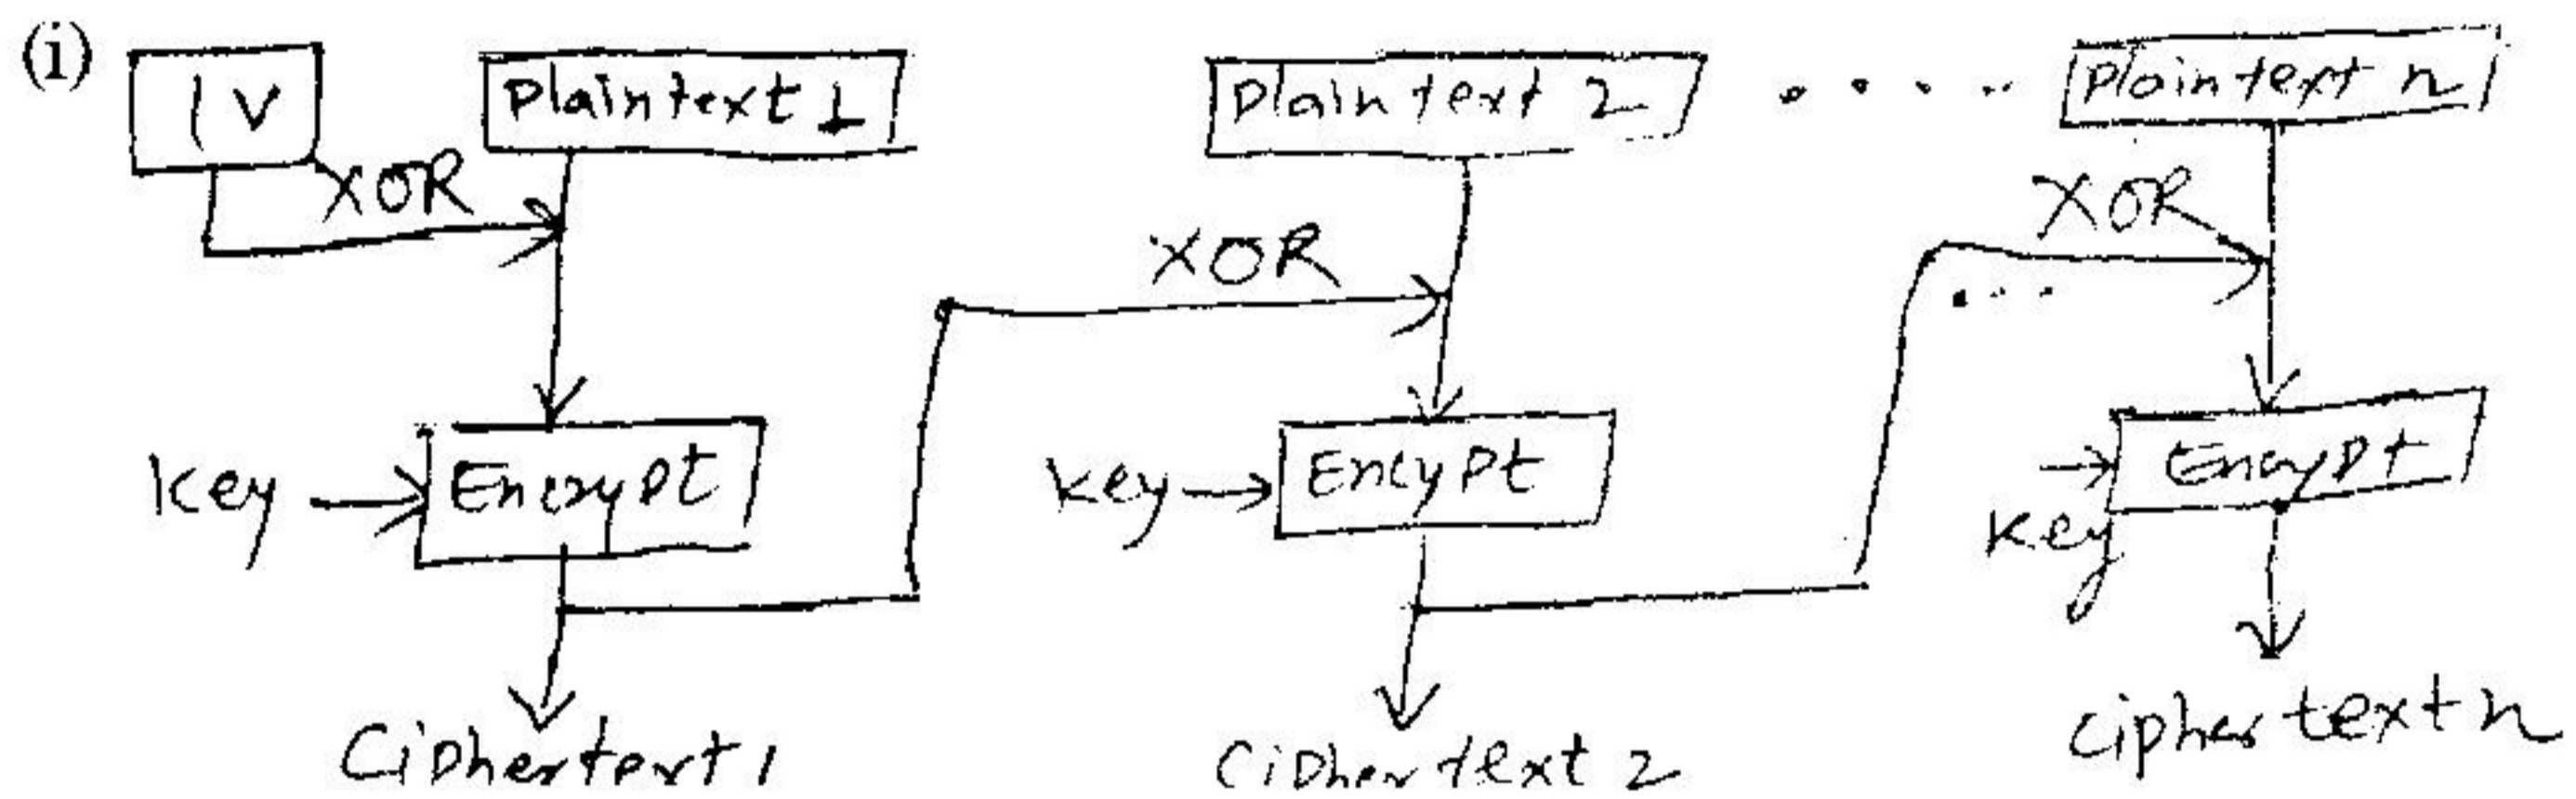 (i) IV Plaintext 1 Plaintext 2 .... Plaintext n
XOR XOR XOR
...
Key Encrypt Key Encypt Key Encrypt
Ciphertext 1 Ciphertext 2 Ciphertext n